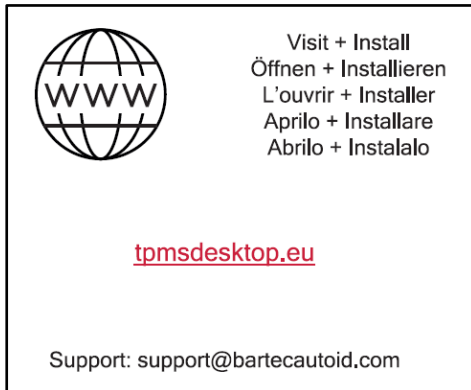 WWW
Visit + Install
Öffnen + Installieren
L'ouvrir + Installer
Aprilo + Installare
Abrilo + Instalalo
tpmsdesktop.eu
Support: support@bartecautoid.com